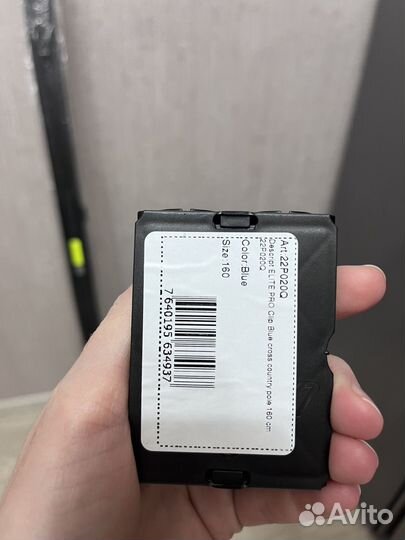 Art.:22P020Q
Descript.:ELITE PRO Clip Blue cross country pole 160 cm
22P020Q
Color:Blue
Size:160
7 640195 634937
Avito